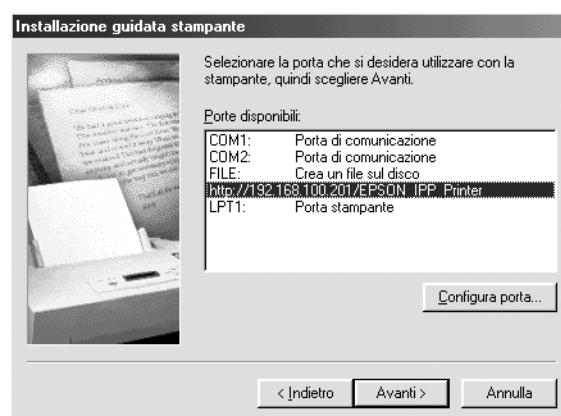 Installazione guidata stampante
Selezionare la porta che si desidera utilizzare con la
stampante, quindi scegliere Avanti.
Porte disponibili:
COM1: Porta di comunicazione
COM2: Porta di comunicazione
FILE: Crea un file sul disco
http://192.168.100.201/EPSON_IPP_Printer
LPT1: Porta stampante
Configura porta...
< Indietro
Avanti >
Annulla